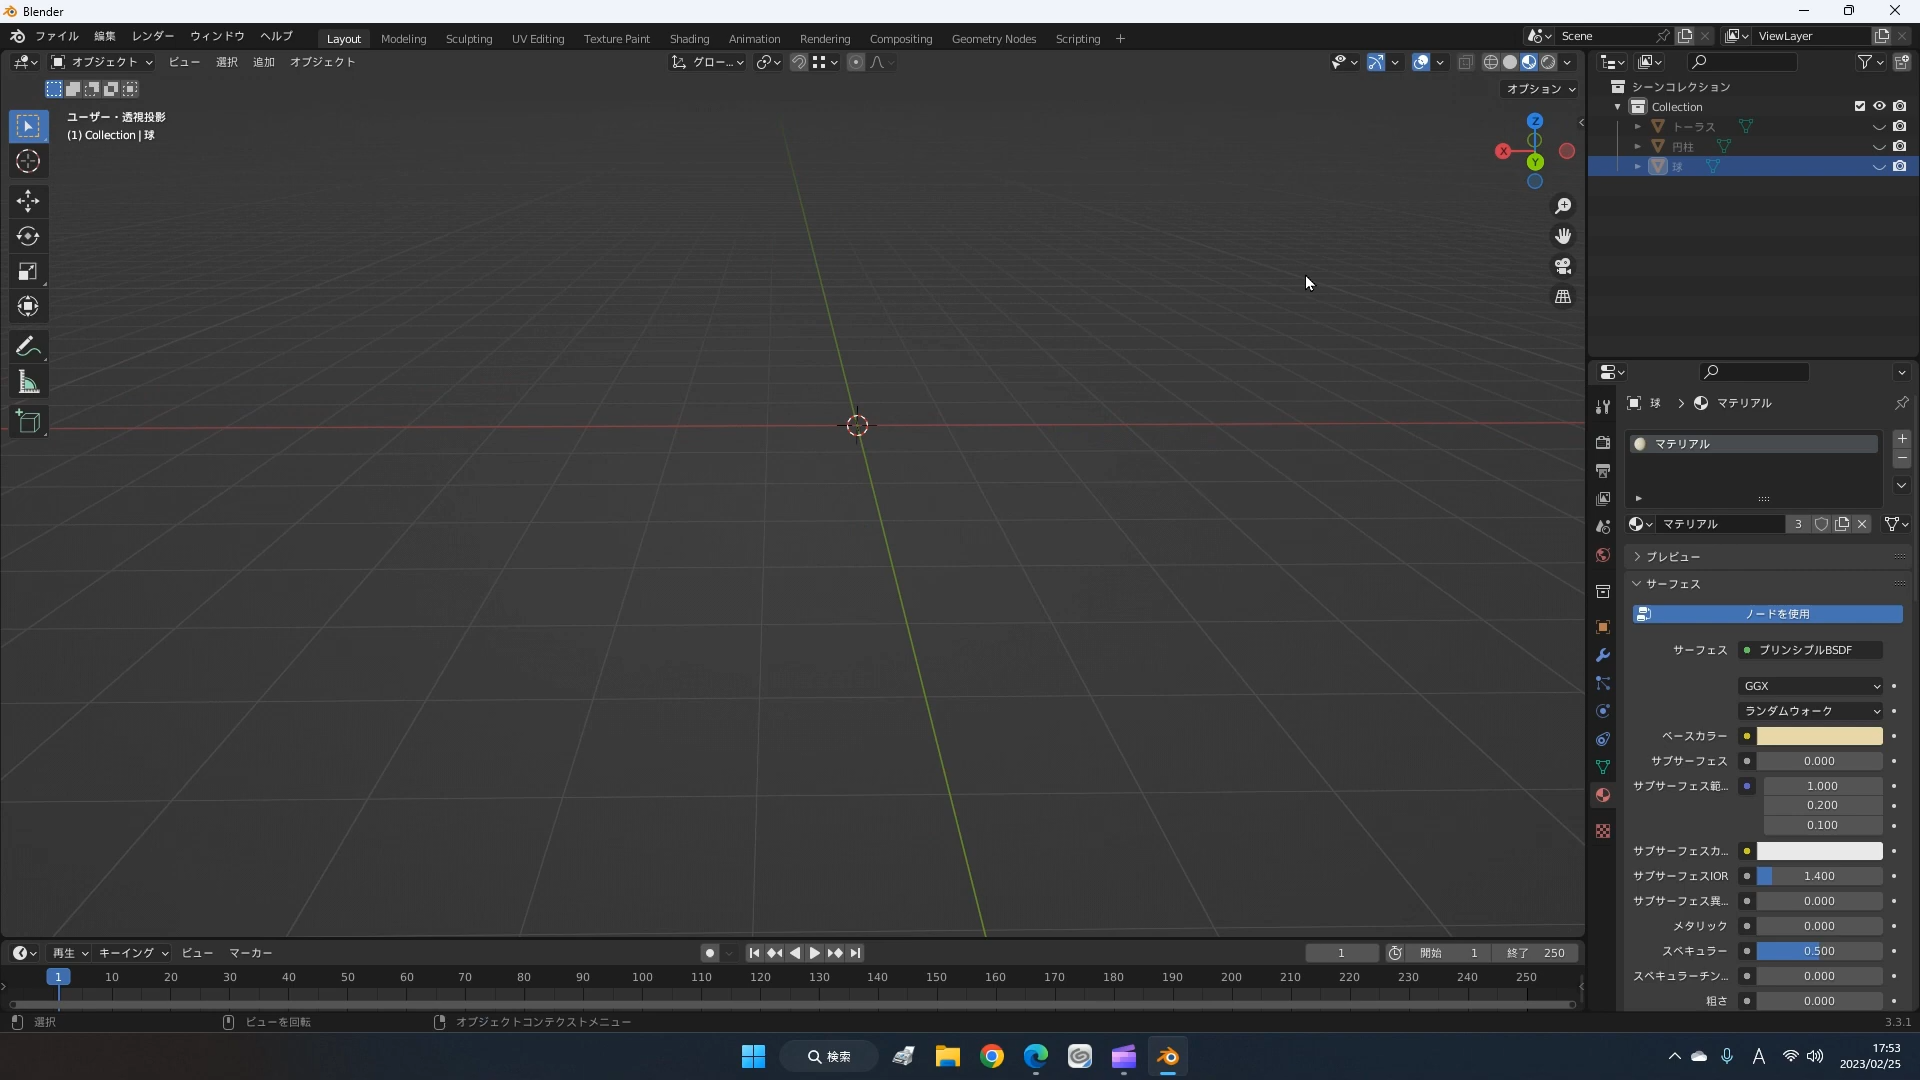 Blender
ファイル 編集 レンダー ウィンドウ ヘルプ Layout Modeling Sculpting UV Editing Texture Paint Shading Animation Rendering Compositing Geometry Nodes Scripting + Scene ViewLayer
オブジェクト ビュー 選択 追加 オブジェクト グロー...
オプション
ユーザー・透視投影
(1) Collection | 球
Z
X
Y
シーンコレクション
Collection
トーラス
円柱
球
球 > マテリアル
マテリアル
マテリアル 3
プレビュー
サーフェス
ノードを使用
サーフェス プリンシプルBSDF
GGX
ランダムウォーク
ベースカラー
サブサーフェス 0.000
サブサーフェス範... 1.000
0.200
0.100
サブサーフェスカ...
サブサーフェスIOR 1.400
サブサーフェス異... 0.000
メタリック 0.000
スペキュラー 0.500
スペキュラーチン... 0.000
粗さ 0.000
再生 キーイング ビュー マーカー 1 開始 1 終了 250
1 10 20 30 40 50 60 70 80 90 100 110 120 130 140 150 160 170 180 190 200 210 220 230 240 250
選択 ビューを回転 オブジェクトコンテクストメニュー 3.3.1
検索 A 17:53
2023/02/25